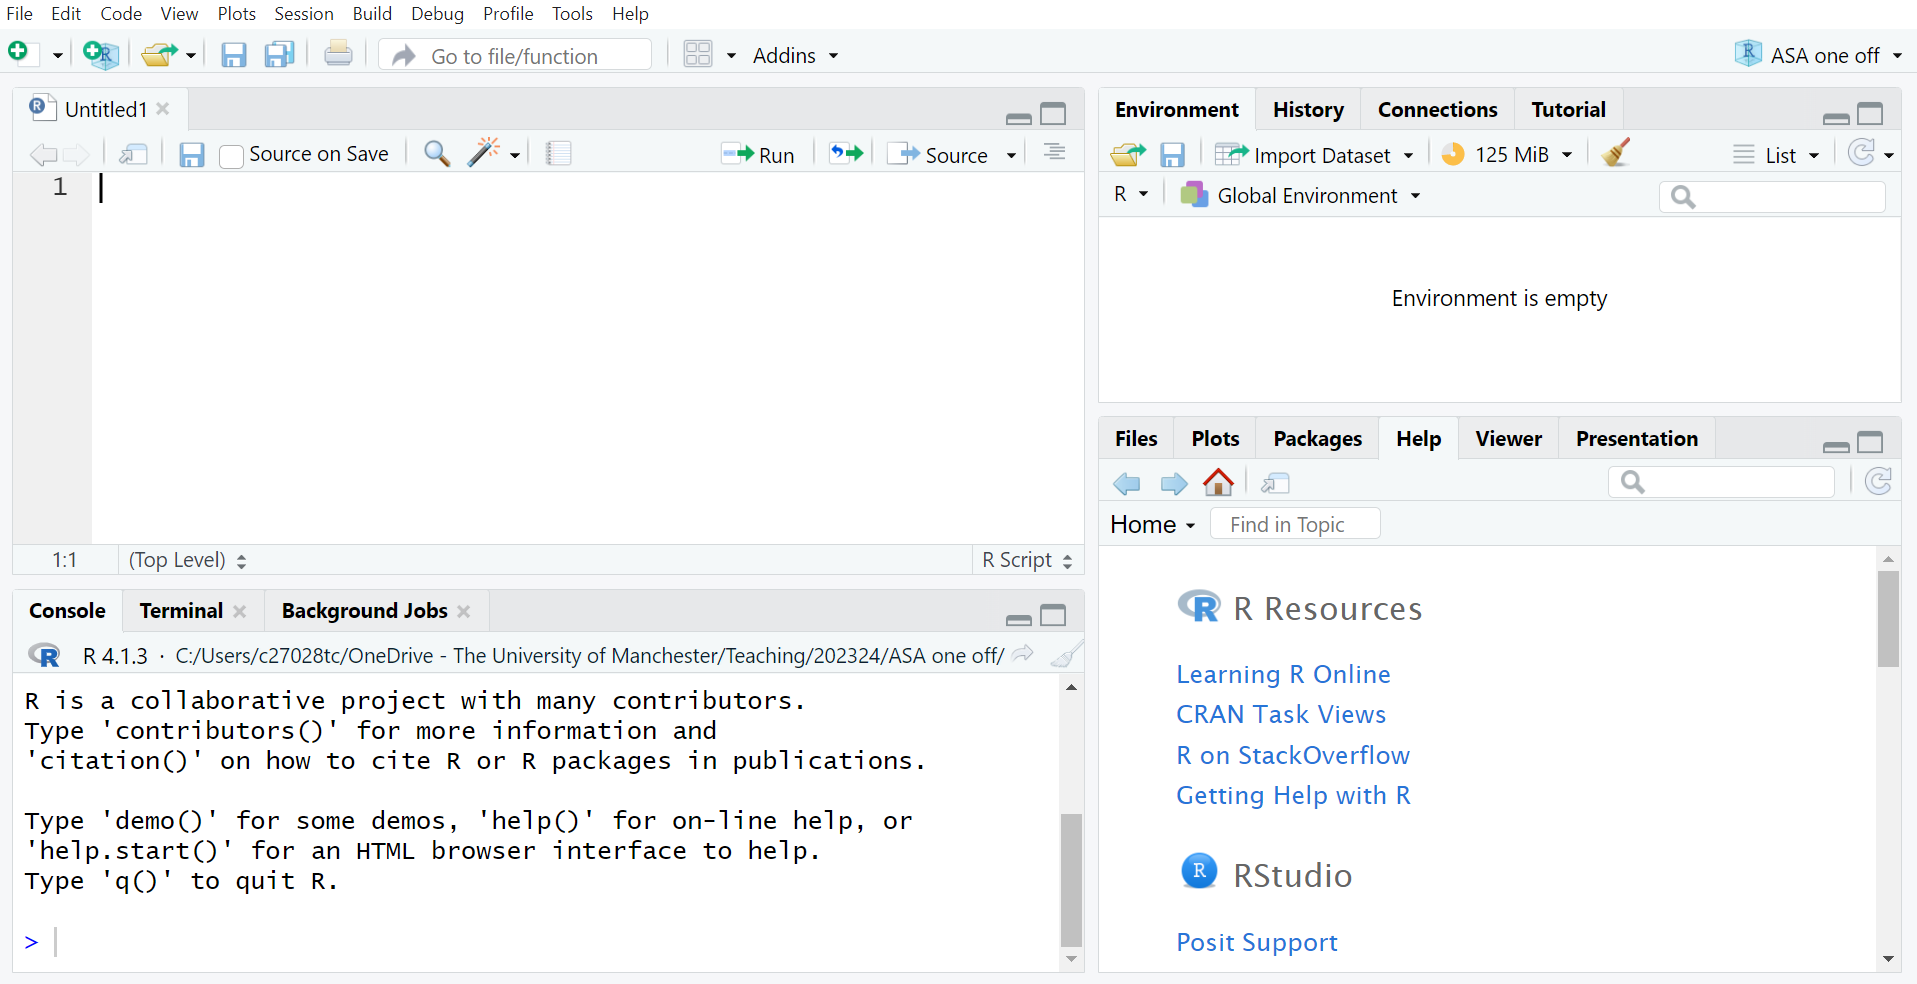 File Edit Code View Plots Session Build Debug Profile Tools Help
Go to file/function Addins ASA one off
Untitled1
Source on Save Run Source
1
1:1 (Top Level) R Script
Console Terminal Background Jobs
R 4.1.3 · C:/Users/c27028tc/OneDrive - The University of Manchester/Teaching/202324/ASA one off/
R is a collaborative project with many contributors.
Type 'contributors()' for more information and
'citation()' on how to cite R or R packages in publications.
Type 'demo()' for some demos, 'help()' for on-line help, or
'help.start()' for an HTML browser interface to help.
Type 'q()' to quit R.
>
Environment History Connections Tutorial
Import Dataset 125 MiB List
R Global Environment
Environment is empty
Files Plots Packages Help Viewer Presentation
Home Find in Topic
R Resources
Learning R Online
CRAN Task Views
R on StackOverflow
Getting Help with R
RStudio
Posit Support